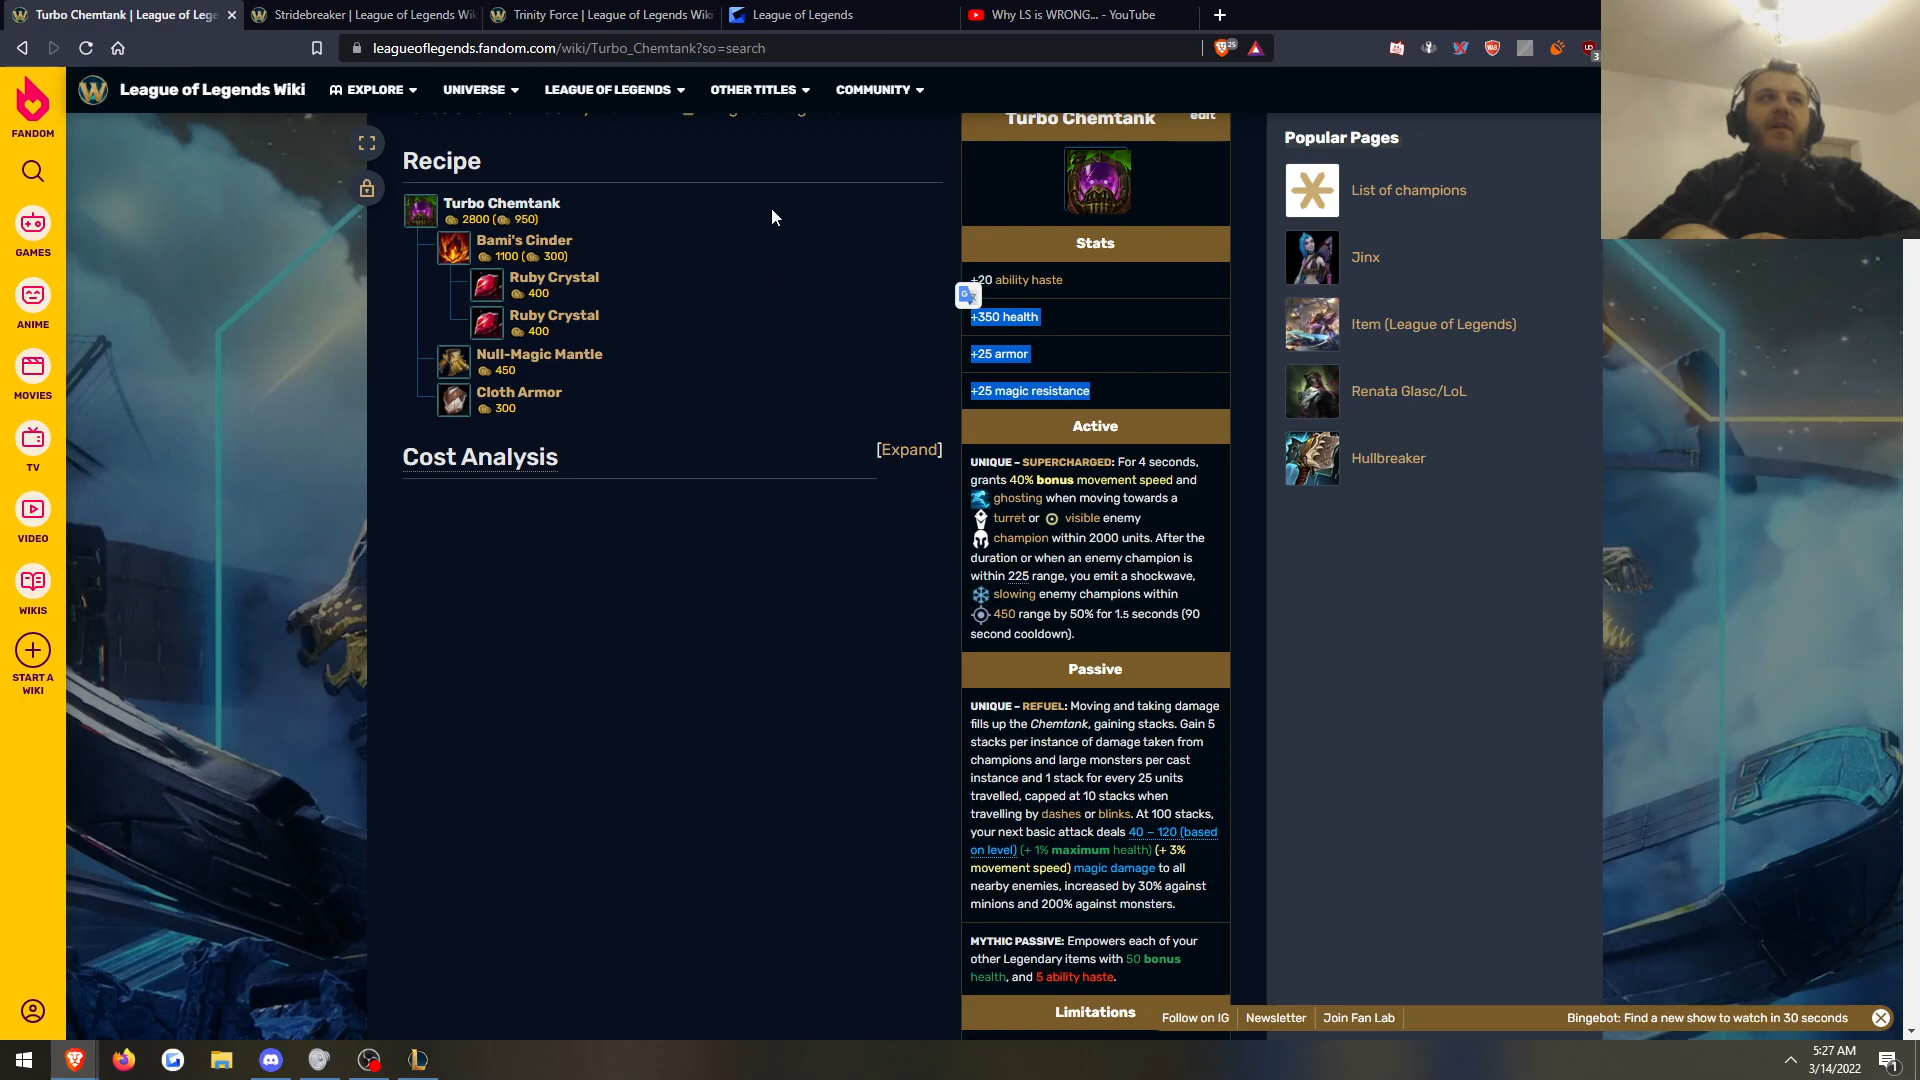 Turbo Chemtank | League of Lege
Stridebreaker | League of Legends Wik
Trinity Force | League of Legends Wiki
League of Legends
Why LS is WRONG... - YouTube
leagueoflegends.fandom.com/wiki/Turbo_Chemtank?so=search
25
3
League of Legends Wiki
EXPLORE
UNIVERSE
LEAGUE OF LEGENDS
OTHER TITLES
COMMUNITY
FANDOM
GAMES
ANIME
MOVIES
TV
VIDEO
WIKIS
START A
WIKI
Recipe
Turbo Chemtank
2800 (950)
Bami's Cinder
1100 (300)
Ruby Crystal
400
Ruby Crystal
400
Null-Magic Mantle
450
Cloth Armor
300
Cost Analysis
[Expand]
Turbo Chemtank
edit
Stats
+20 ability haste
+350 health
+25 armor
+25 magic resistance
Active
UNIQUE – SUPERCHARGED: For 4 seconds,
grants 40% bonus movement speed and
ghosting when moving towards a
turret or visible enemy
champion within 2000 units. After the
duration or when an enemy champion is
within 225 range, you emit a shockwave,
slowing enemy champions within
450 range by 50% for 1.5 seconds (90
second cooldown).
Passive
UNIQUE – REFUEL: Moving and taking damage
fills up the Chemtank, gaining stacks. Gain 5
stacks per instance of damage taken from
champions and large monsters per cast
instance and 1 stack for every 25 units
travelled, capped at 10 stacks when
travelling by dashes or blinks. At 100 stacks,
your next basic attack deals 40 – 120 (based
on level) (+ 1% maximum health) (+ 3%
movement speed) magic damage to all
nearby enemies, increased by 30% against
minions and 200% against monsters.
MYTHIC PASSIVE: Empowers each of your
other Legendary items with 50 bonus
health, and 5 ability haste.
Limitations
Popular Pages
List of champions
Jinx
Item (League of Legends)
Renata Glasc/LoL
Hullbreaker
Follow on IG
Newsletter
Join Fan Lab
Bingebot: Find a new show to watch in 30 seconds
5:27 AM
3/14/2022
1